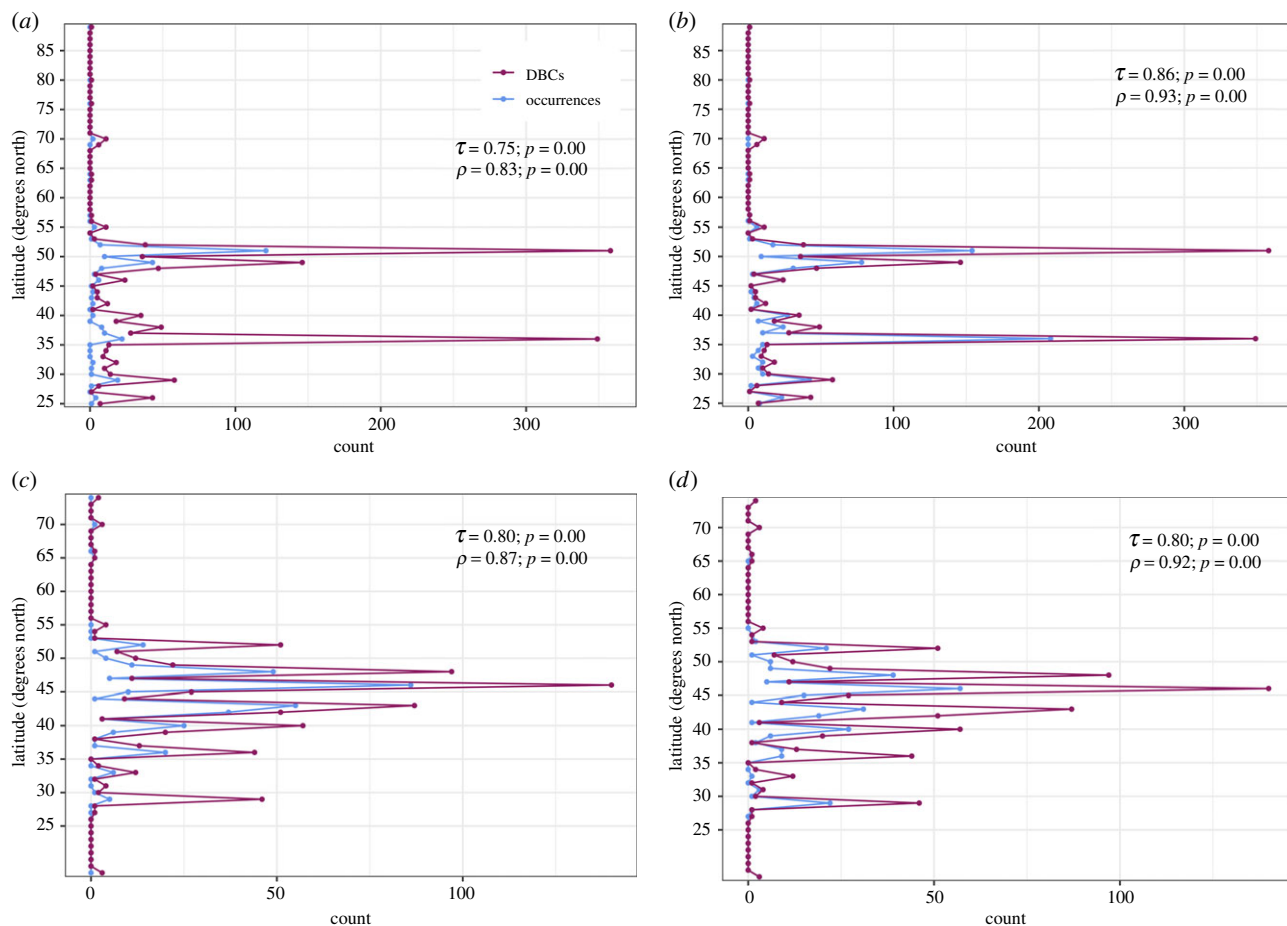 (a)
85
80
75
70
65
60
55
50
45
40
35
30
25
latitude (degrees north)
DBCs
occurrences
τ = 0.75; p = 0.00
ρ = 0.83; p = 0.00
0 100 200 300
count
(b)
85
80
75
70
65
60
55
50
45
40
35
30
25
latitude (degrees north)
τ = 0.86; p = 0.00
ρ = 0.93; p = 0.00
0 100 200 300
count
(c)
70
65
60
55
50
45
40
35
30
25
latitude (degrees north)
τ = 0.80; p = 0.00
ρ = 0.87; p = 0.00
0 50 100
count
(d)
70
65
60
55
50
45
40
35
30
25
latitude (degrees north)
τ = 0.80; p = 0.00
ρ = 0.92; p = 0.00
0 50 100
count